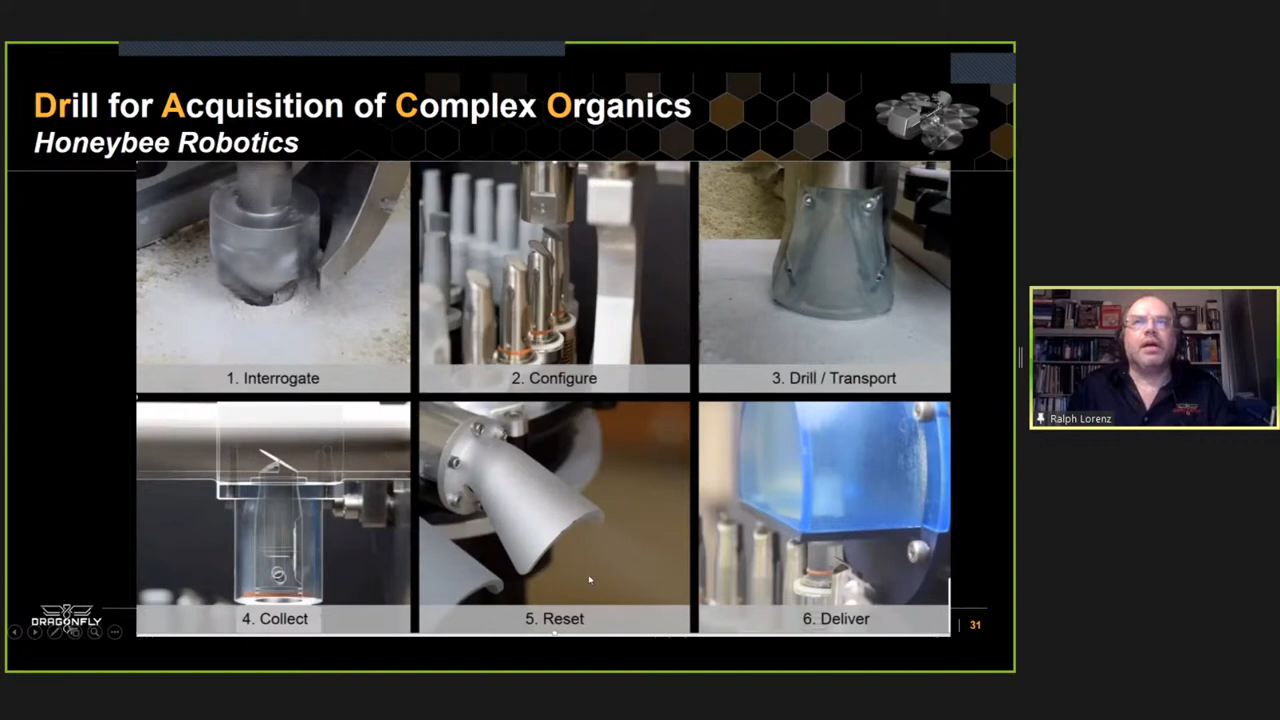 Drill for Acquisition of Complex Organics
Honeybee Robotics
1. Interrogate
2. Configure
3. Drill / Transport
4. Collect
5. Reset
6. Deliver
DRAGONFLY
31
Ralph Lorenz